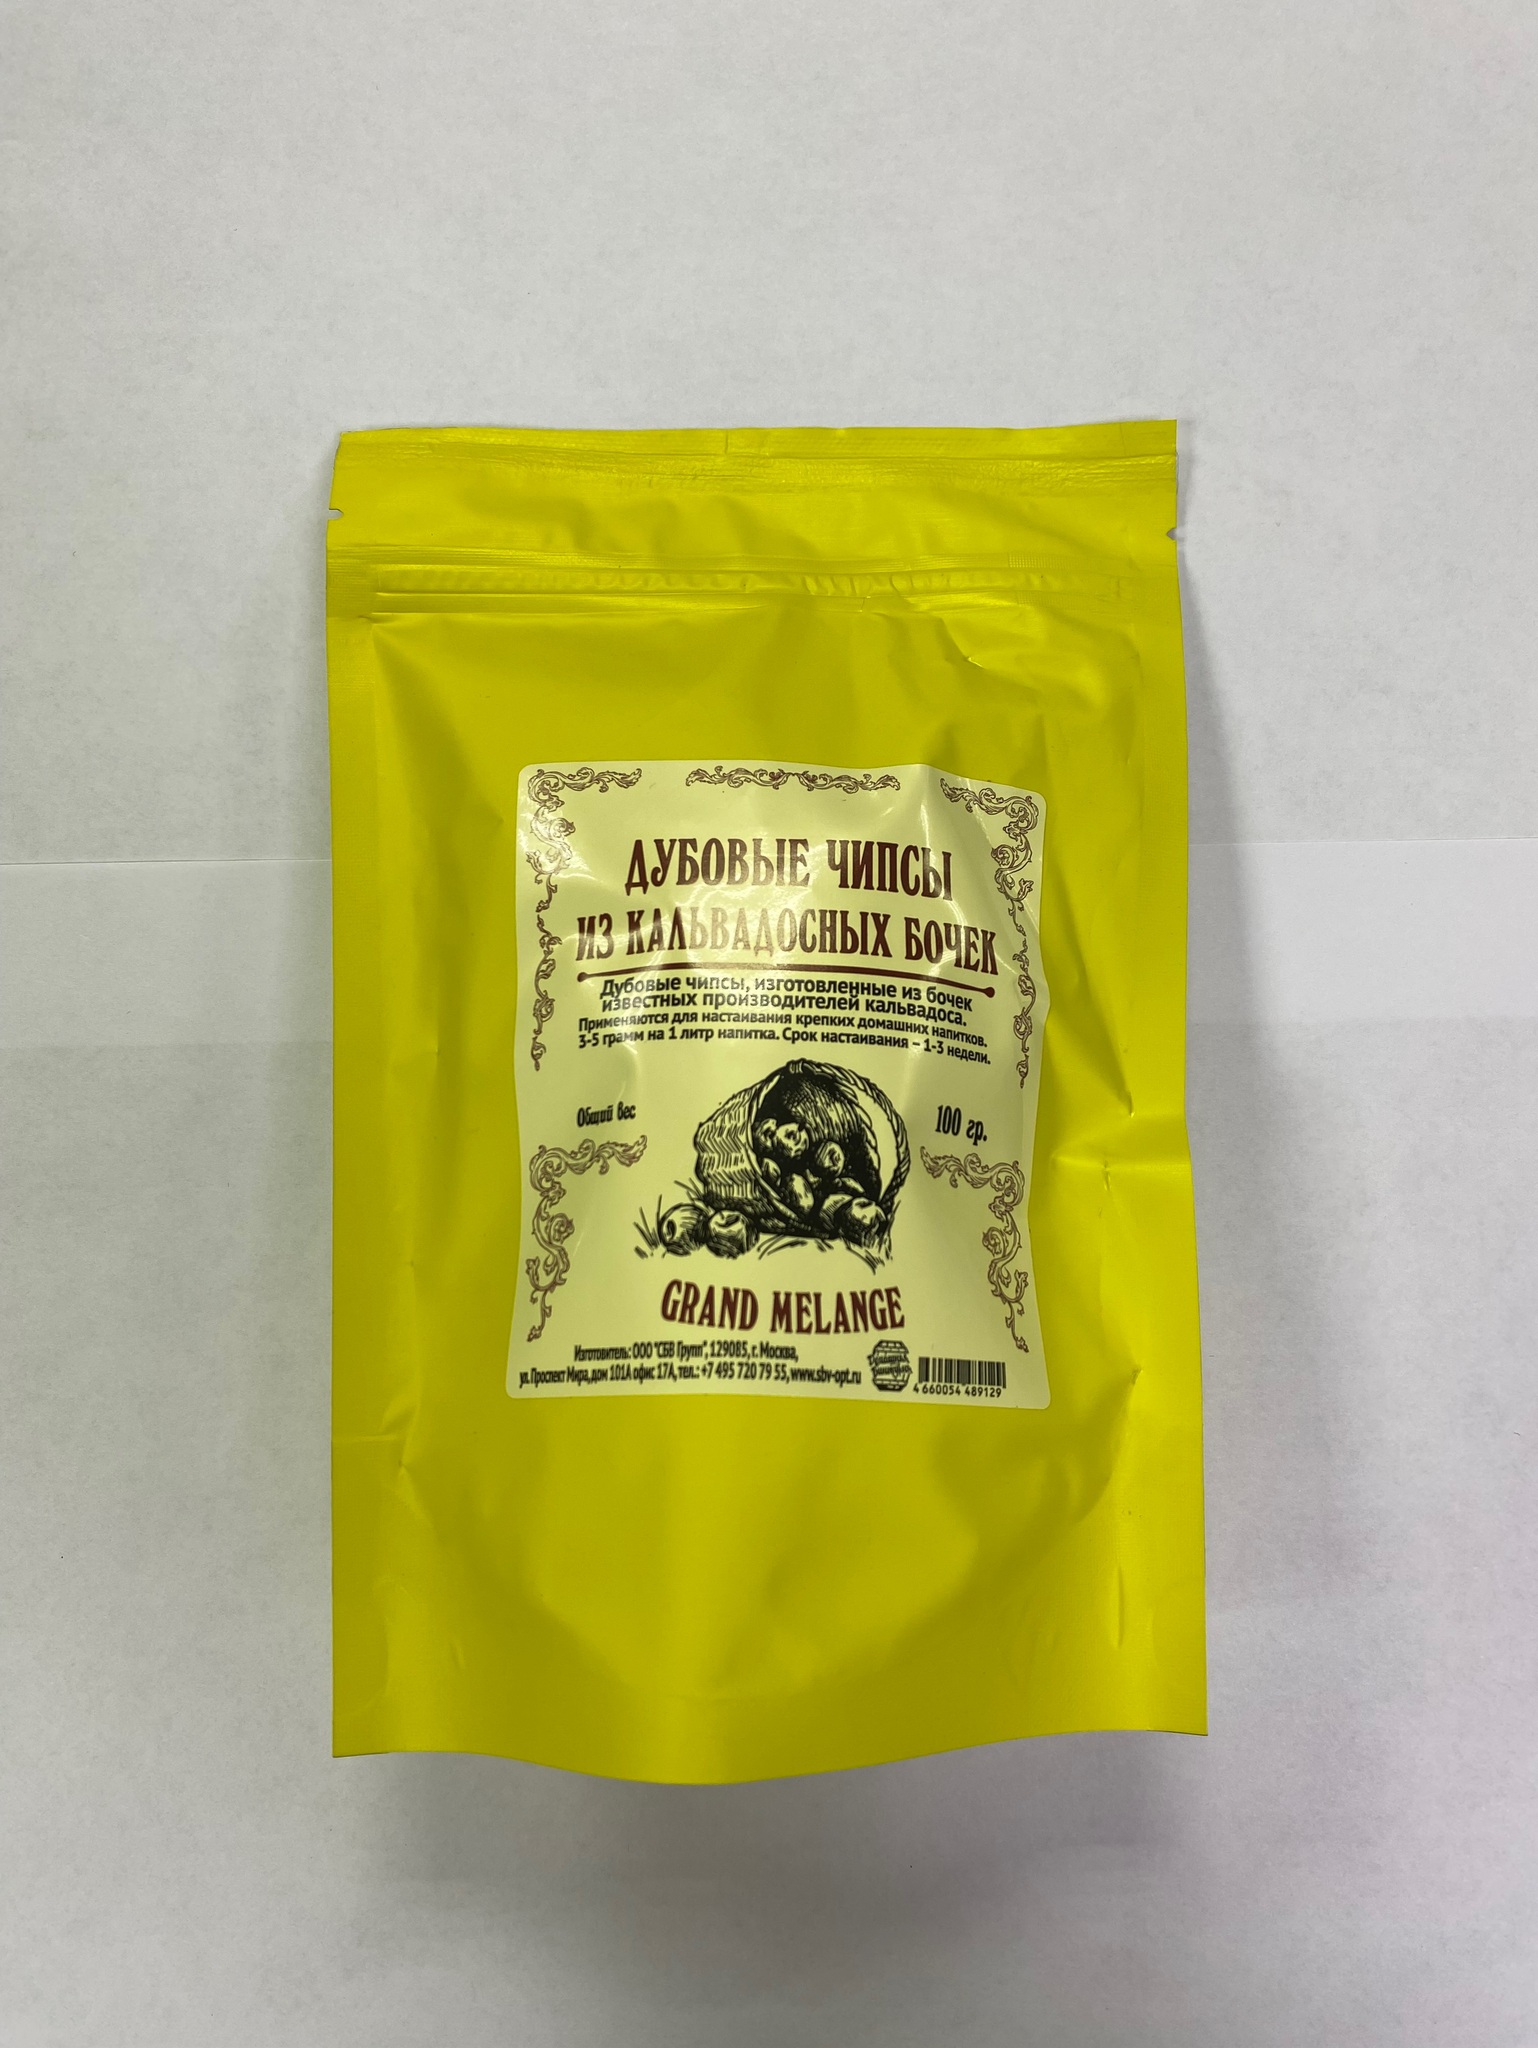 ДУБОВЫЕ ЧИПСЫ
ИЗ КАЛЬВАДОСНЫХ БОЧЕК
Дубовые чипсы, изготовленные из бочек
известных производителей кальвадоса.
Применяются для настаивания крепких домашних напитков.
3-5 грамм на 1 литр напитка. Срок настаивания – 1-3 недели.
Общий вес 100 гр.
GRAND MELANGE
Изготовитель: ООО "СБВ Групп", 129085, г. Москва,
ул. Проспект Мира, дом 101А офис 17А, тел.: +7 495 720 79 55, www.sbv-opt.ru
4 660054 489129